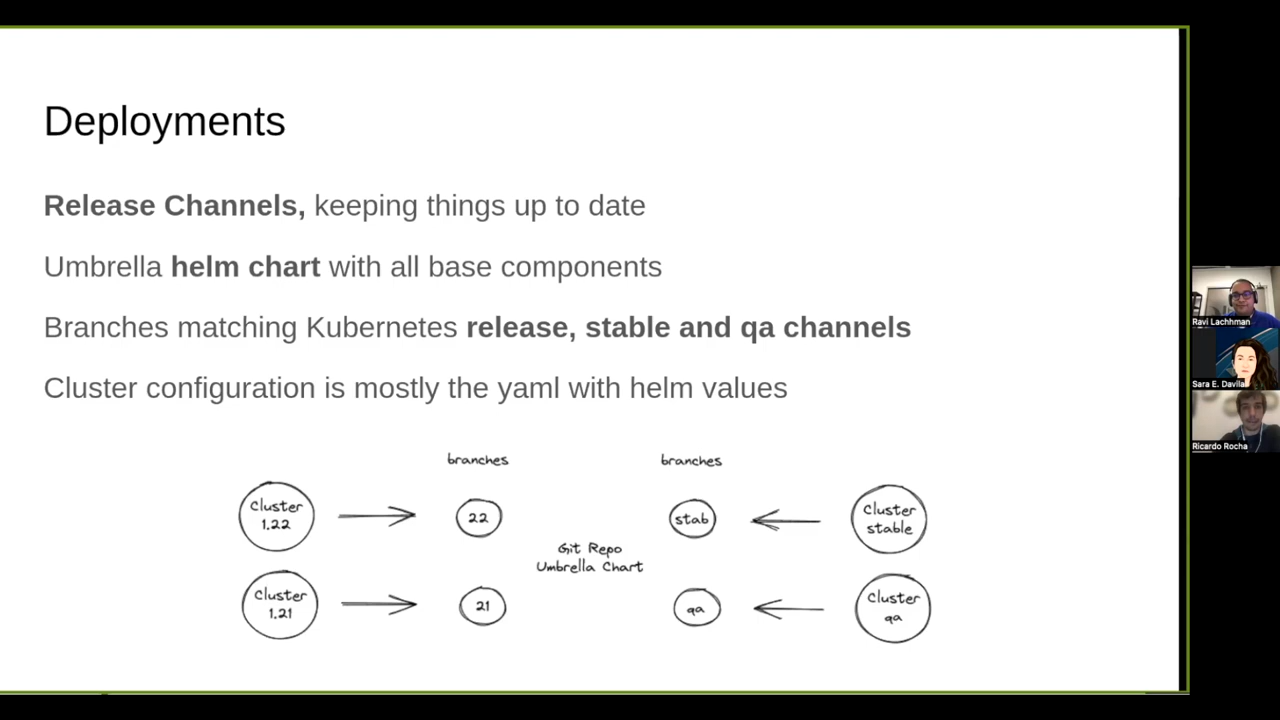 Deployments
Release Channels, keeping things up to date
Umbrella helm chart with all base components
Branches matching Kubernetes release, stable and qa channels
Cluster configuration is mostly the yaml with helm values
branches
branches
Cluster
1.22
22
stab
Cluster
stable
Git Repo
Umbrella Chart
Cluster
1.21
21
qa
Cluster
qa
Ravi Lachhman
Sara E. Davila
Ricardo Rocha